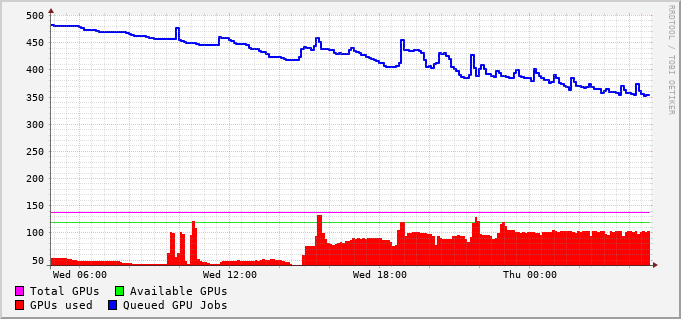 500
450
400
350
300
250
200
150
100
50
Wed 06:00 Wed 12:00 Wed 18:00 Thu 00:00
Total GPUs Available GPUs
GPUs used Queued GPU Jobs
RRDTOOL / TOBI OETIKER